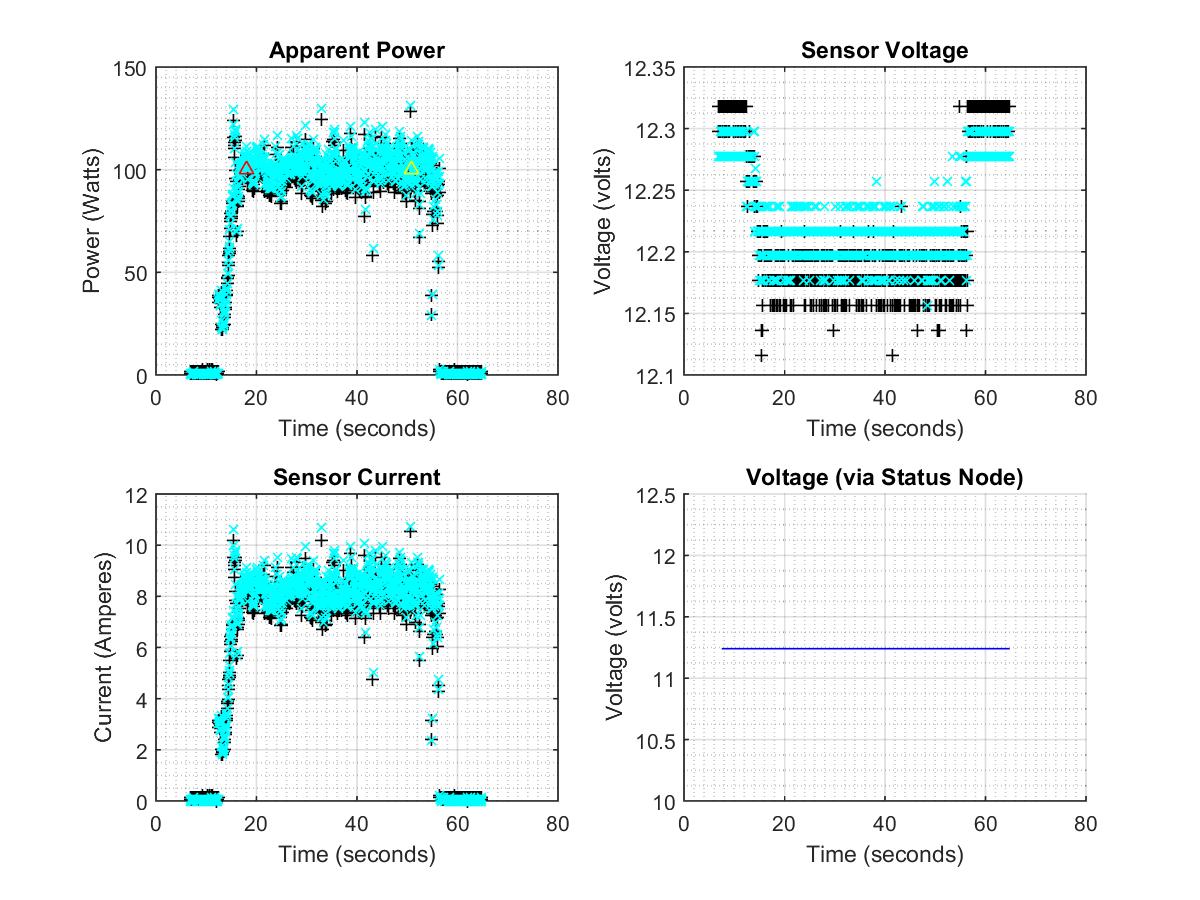 Apparent Power
150
100
50
0
Power (Watts)
0 20 40 60 80
Time (seconds)
Sensor Voltage
12.35
12.3
12.25
12.2
12.15
12.1
Voltage (volts)
0 20 40 60 80
Time (seconds)
Sensor Current
12
10
8
6
4
2
0
Current (Amperes)
0 20 40 60 80
Time (seconds)
Voltage (via Status Node)
12.5
12
11.5
11
10.5
10
Voltage (volts)
0 20 40 60 80
Time (seconds)